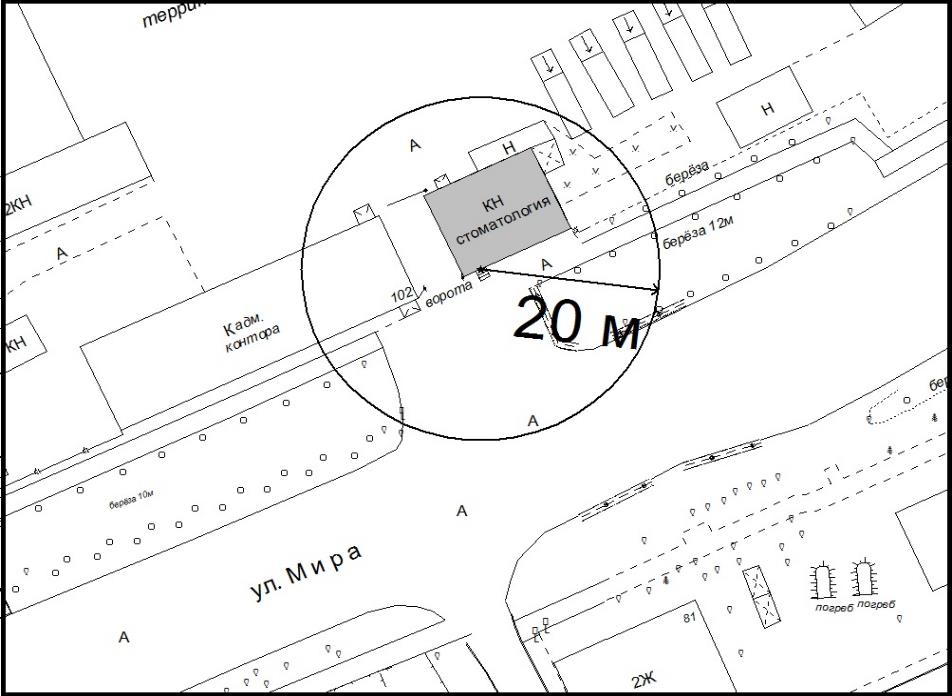 терри
А
Н
Н
2КН
КН
стоматология
берёза
берёза 12м
А
А
102
ворота
Кадм.
контора
20 м
КН
бер
А
берёза 10м
А
ул. Мира
погреб
погреб
81
А
2Ж